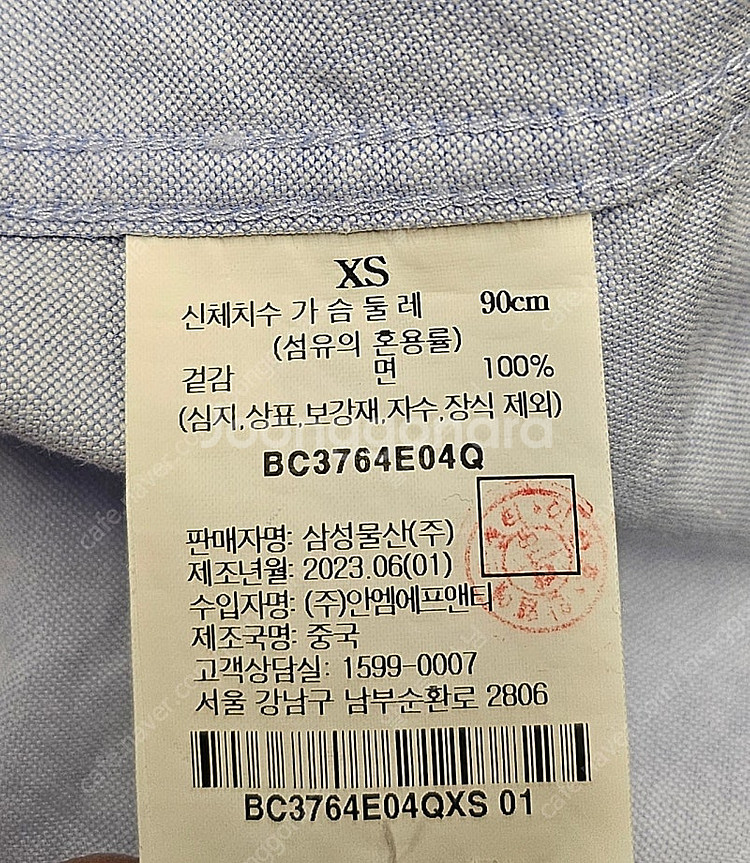 XS
신체치수 가 슴 둘 레 90cm
(섬유의 혼용률)
겉감 면 100%
(심지,상표,보강재,자수,장식 제외)
Joonggonara
BC3764E04Q
판매자명: 삼성물산(주)
제조년월: 2023.06(01)
수입자명: (주)안엠에프앤티
제조국명: 중국
고객상담실: 1599-0007
서울 강남구 남부순환로 2806
BC3764E04QXS 01